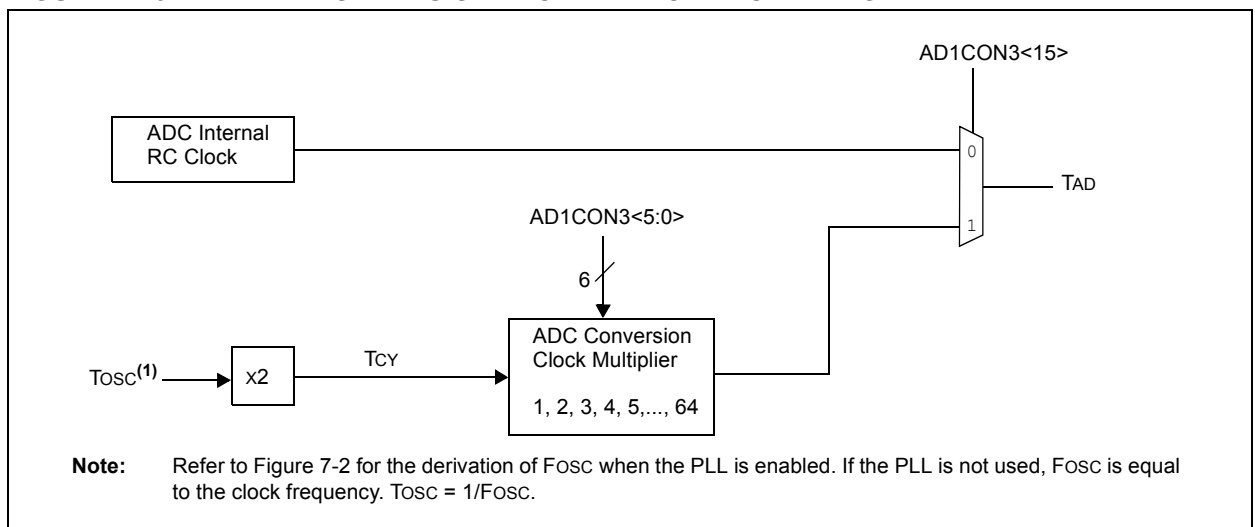 AD1CON3<15>
ADC Internal
RC Clock
0
TAD
AD1CON3<5:0>
1
6
ADC Conversion
Clock Multiplier
TCY
TOSC(1)
X2
1, 2, 3, 4, 5,..., 64
Note: Refer to Figure 7-2 for the derivation of FOSC when the PLL is enabled. If the PLL is not used, FOSC is equal
to the clock frequency. TOSC = 1/FOSC.